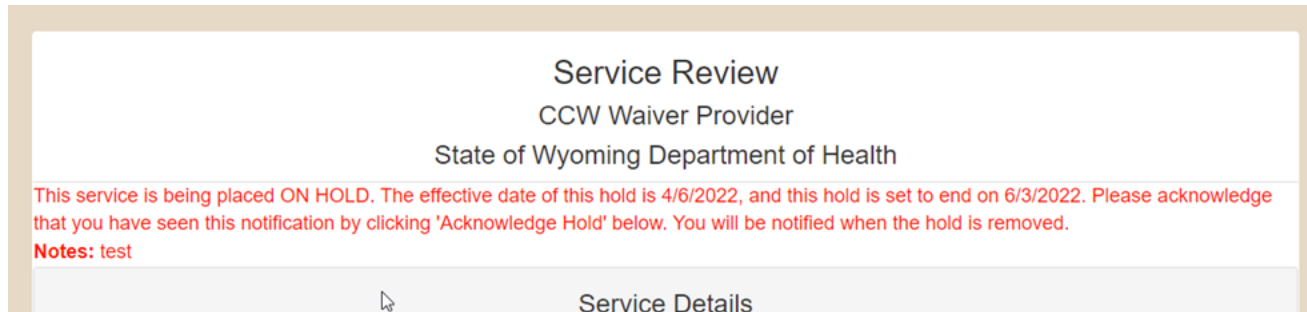 Service Review
CCW Waiver Provider
State of Wyoming Department of Health
This service is being placed ON HOLD. The effective date of this hold is 4/6/2022, and this hold is set to end on 6/3/2022. Please acknowledge
that you have seen this notification by clicking 'Acknowledge Hold' below. You will be notified when the hold is removed.
Notes: test
Service Details